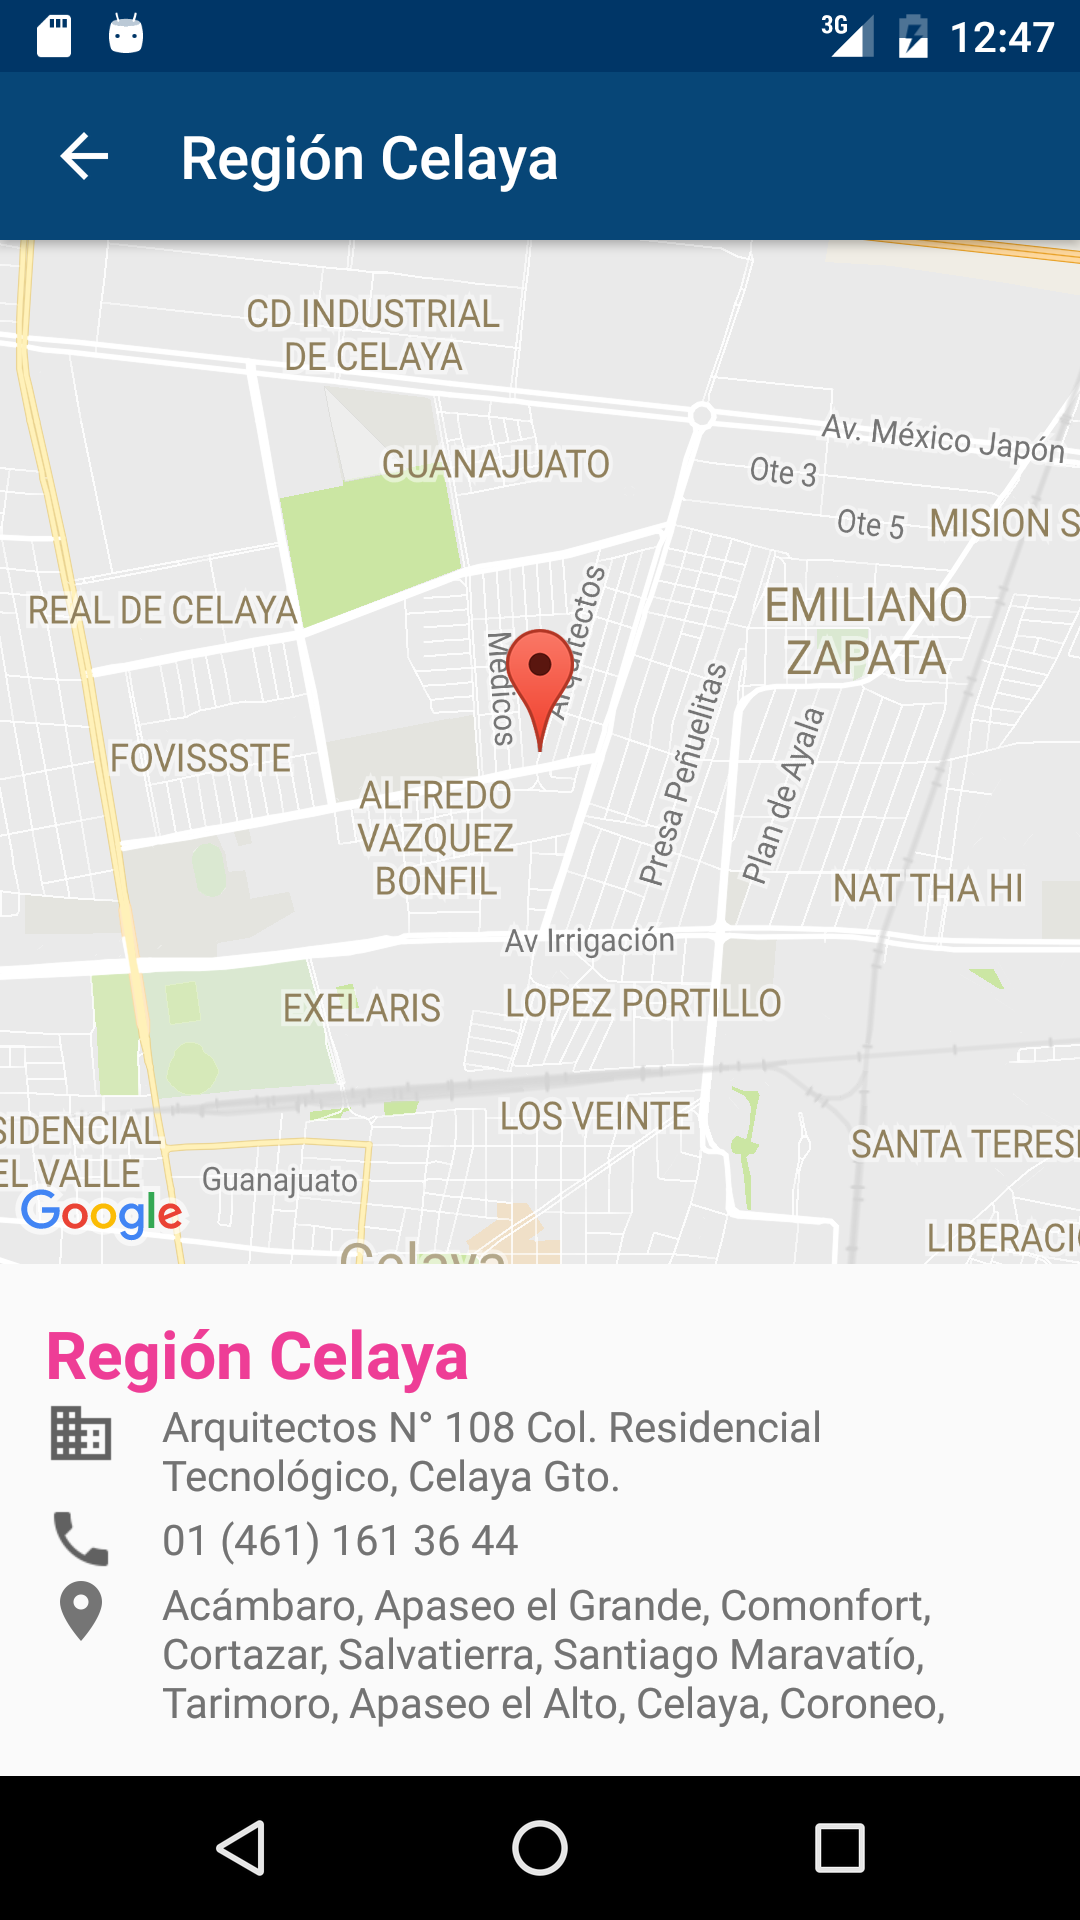 3G 12:47
Región Celaya
CD INDUSTRIAL
DE CELAYA
Av. México Japón
GUANAJUATO
Ote 3
Ote 5
MISION S
REAL DE CELAYA
Arquitectos
EMILIANO
ZAPATA
Médicos
Presa Peñuelitas
Plan de Ayala
FOVISSSTE
ALFREDO
VAZQUEZ
BONFIL
NAT THA HI
Av Irrigación
EXELARIS
LOPEZ PORTILLO
LOS VEINTE
SIDENCIAL
EL VALLE
SANTA TERES
Guanajuato
Google
LIBERACI
Celaya
Región Celaya
Arquitectos N° 108 Col. Residencial
Tecnológico, Celaya Gto.
01 (461) 161 36 44
Acámbaro, Apaseo el Grande, Comonfort,
Cortazar, Salvatierra, Santiago Maravatío,
Tarimoro, Apaseo el Alto, Celaya, Coroneo,